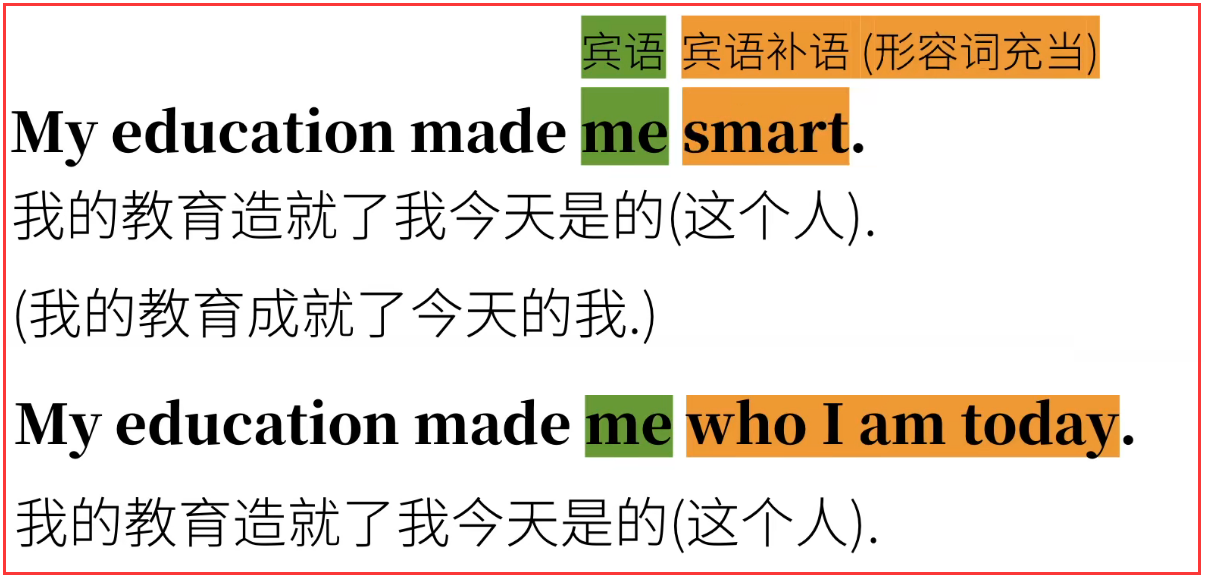 宾语 宾语补语 (形容词充当)
My education made me smart.
我的教育造就了我今天是的(这个人).
(我的教育成就了今天的我.)
My education made me who I am today.
我的教育造就了我今天是的(这个人).